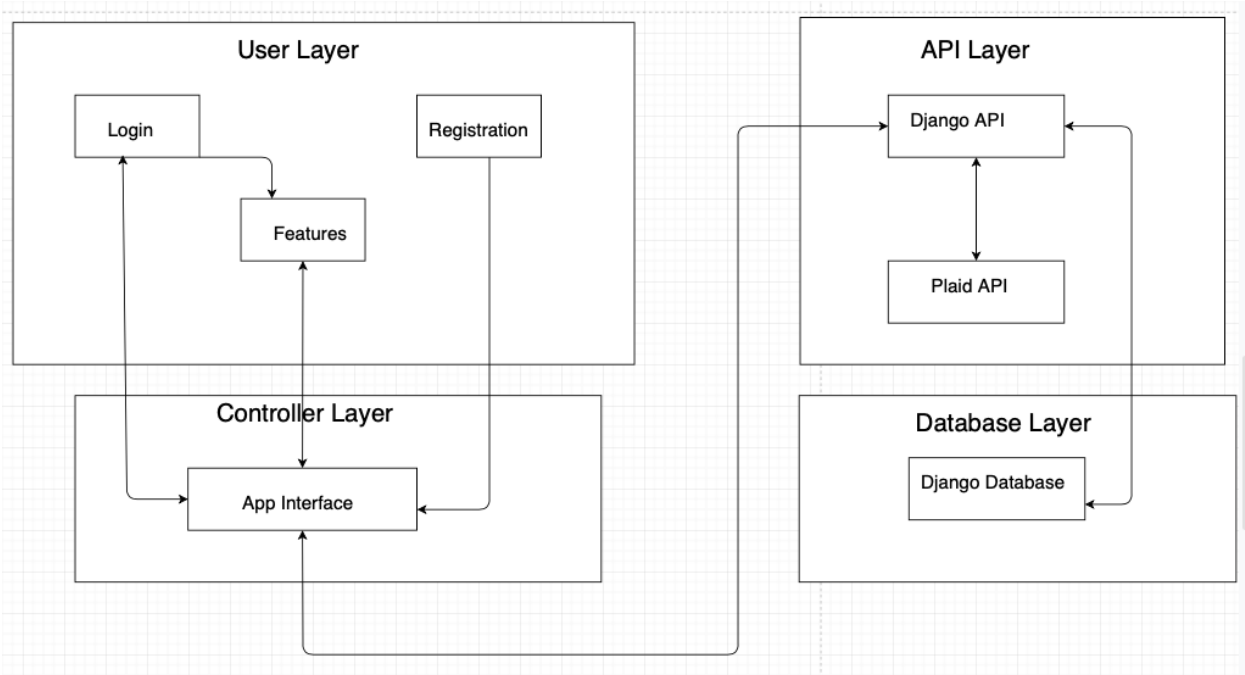 User Layer
Login
Registration
Features
Controller Layer
App Interface
API Layer
Django API
Plaid API
Database Layer
Django Database